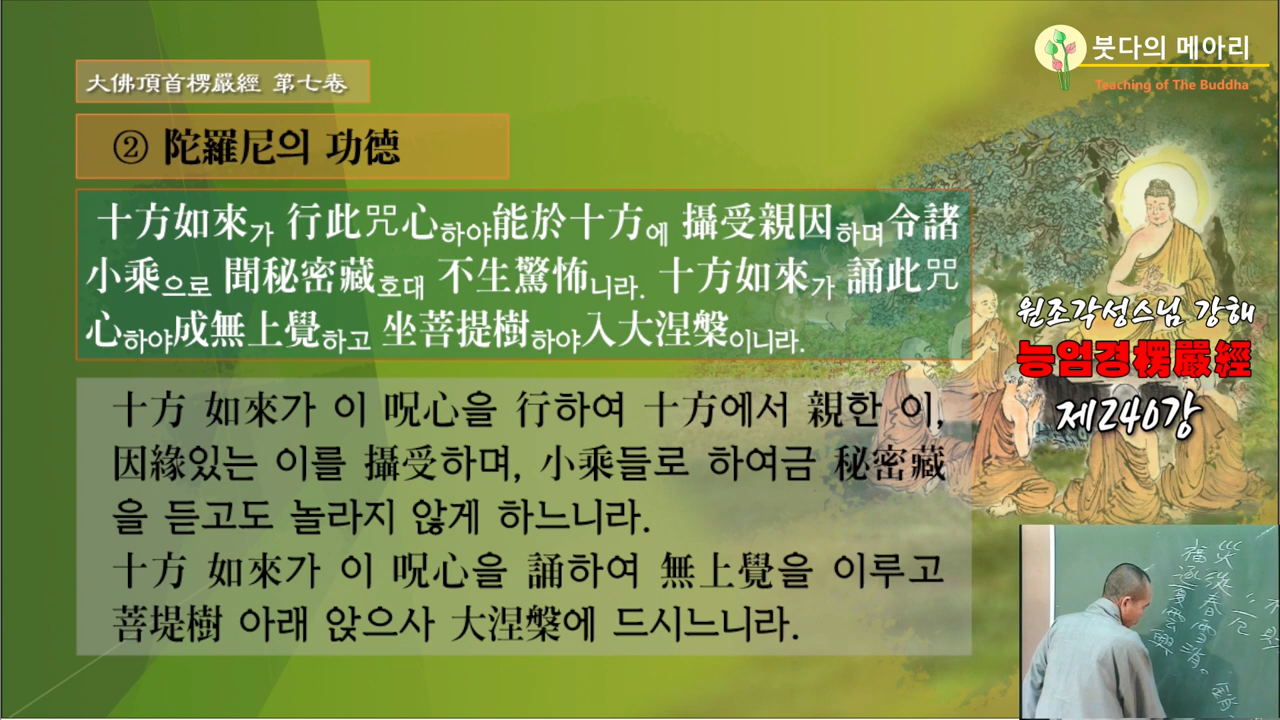 大佛頂首楞嚴經 第七卷
② 陀羅尼의 功德
十方如來가 行此咒心하야能於十方에 攝受親因하며令諸
小乘으로 聞秘密藏호대 不生驚怖니라. 十方如來가 誦此咒
心하야成無上覺하고 坐菩提樹하야入大涅槃이니라.
十方 如來가 이 呪心을 行하여 十方에서 親한 이,
因緣있는 이를 攝受하며, 小乘들로 하여금 秘密藏
을 듣고도 놀라지 않게 하느니라.
十方 如來가 이 呪心을 誦하여 無上覺을 이루고
菩堤樹 아래 앉으사 大涅槃에 드시느니라.
붓다의 메아리
Teaching of The Buddha
원조각성스님 강해
능엄경楞嚴經
제240강
災從春雪消
福逐夏雲興